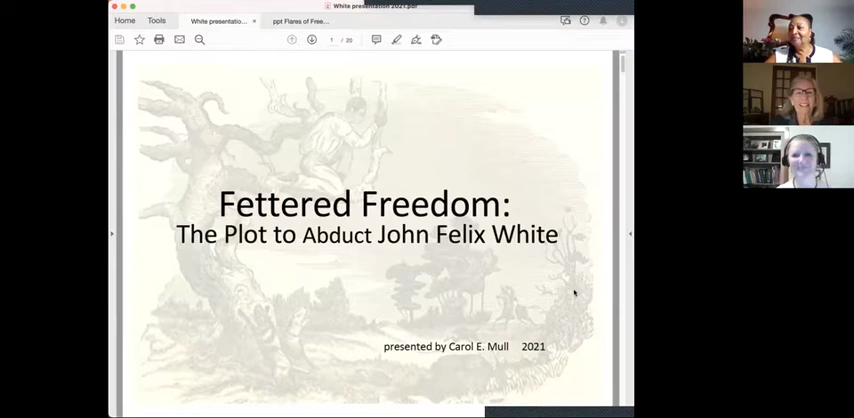 White presentation 2021.pdf
Home Tools White presentatio... × ppt Flares of Free...
1 / 20
Fettered Freedom:
The Plot to Abduct John Felix White
presented by Carol E. Mull 2021